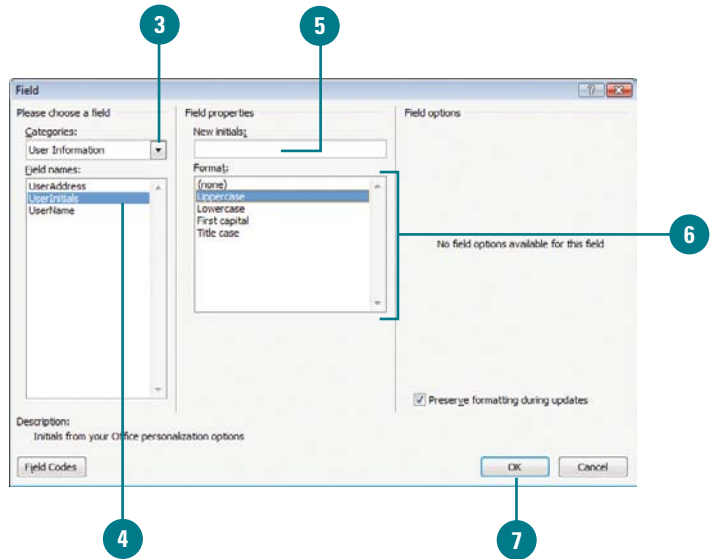 3
5
Field
Please choose a field
Categories:
User Information
Field names:
UserAddress
UserInitials
UserName
Field properties
New initials:
Format:
(none)
Uppercase
Lowercase
First capital
Title case
Field options
No field options available for this field
6
Preserve formatting during updates
Description:
Initials from your Office personalization options
Field Codes
OK
Cancel
4
7